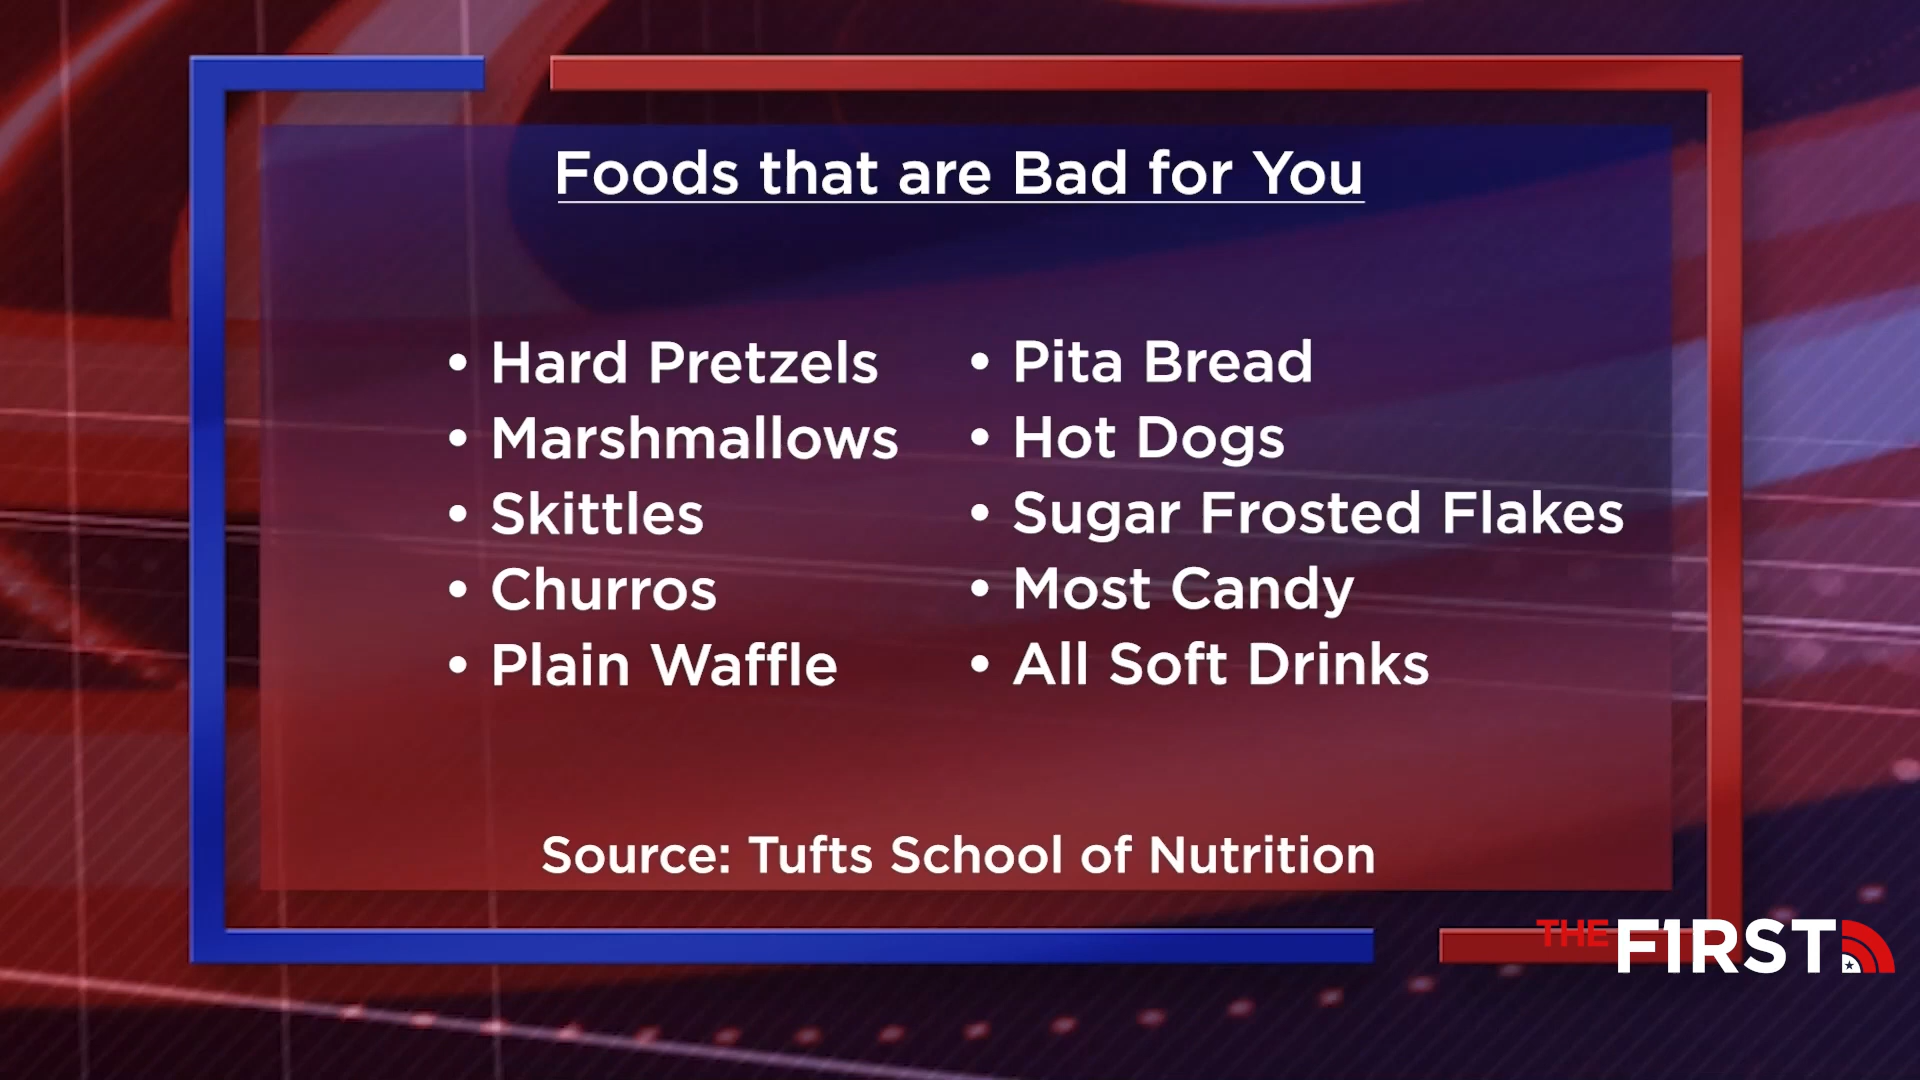 Foods that are Bad for You
• Hard Pretzels
• Marshmallows
• Skittles
• Churros
• Plain Waffle
• Pita Bread
• Hot Dogs
• Sugar Frosted Flakes
• Most Candy
• All Soft Drinks
Source: Tufts School of Nutrition
THE FIRST